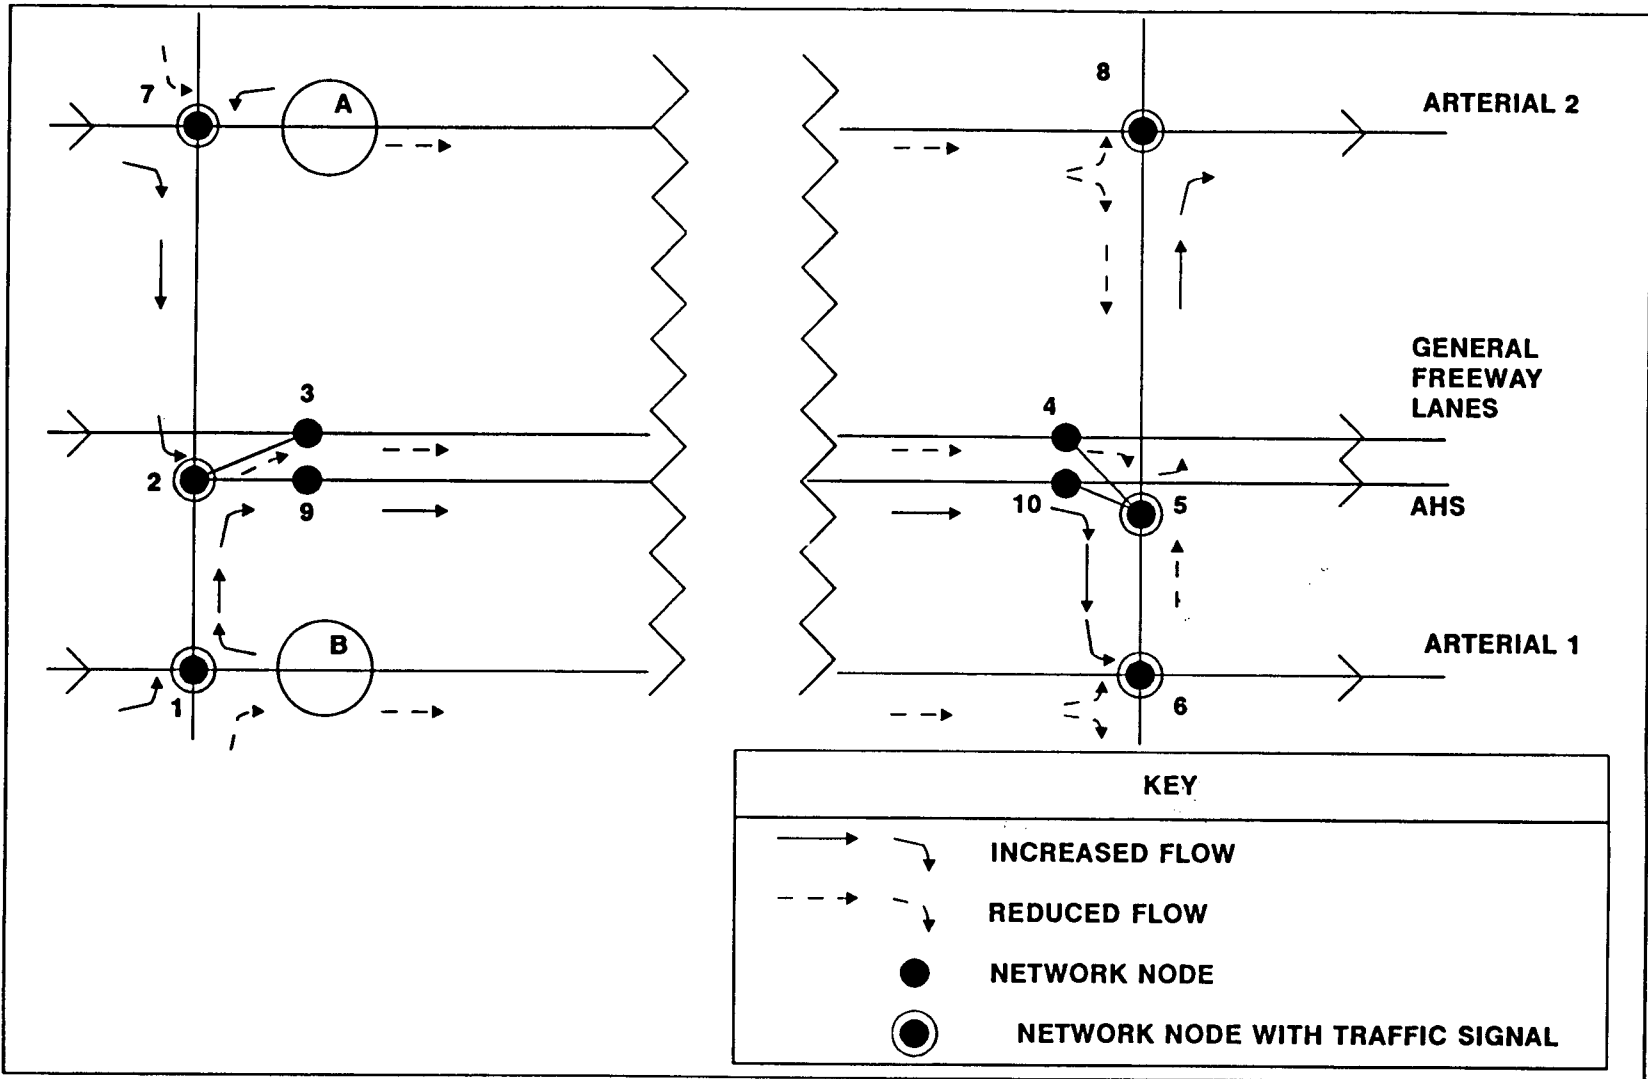 7
A
8
ARTERIAL 2
3
4
GENERAL
FREEWAY
LANES
2
9
10
5
AHS
B
ARTERIAL 1
1
6
KEY
INCREASED FLOW
REDUCED FLOW
NETWORK NODE
NETWORK NODE WITH TRAFFIC SIGNAL